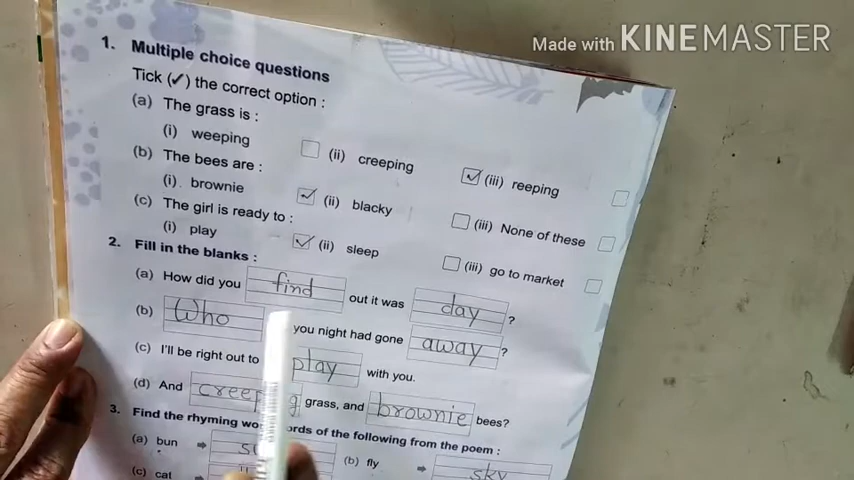 Made with KINEMASTER
1. Multiple choice questions
Tick (✓) the correct option :
(a) The grass is :
(i) weeping (ii) creeping ✓ (iii) reeping
(b) The bees are :
(i) brownie ✓ (ii) blacky (iii) None of these
(c) The girl is ready to :
(i) play ✓ (ii) sleep (iii) go to market
2. Fill in the blanks :
(a) How did you find out it was day ?
(b) Who you night had gone away ?
(c) I'll be right out to play with you.
(d) And creeping grass, and brownie bees?
3. Find the rhyming of the following from the poem :
(a) bun (b) fly sky
(c) cat